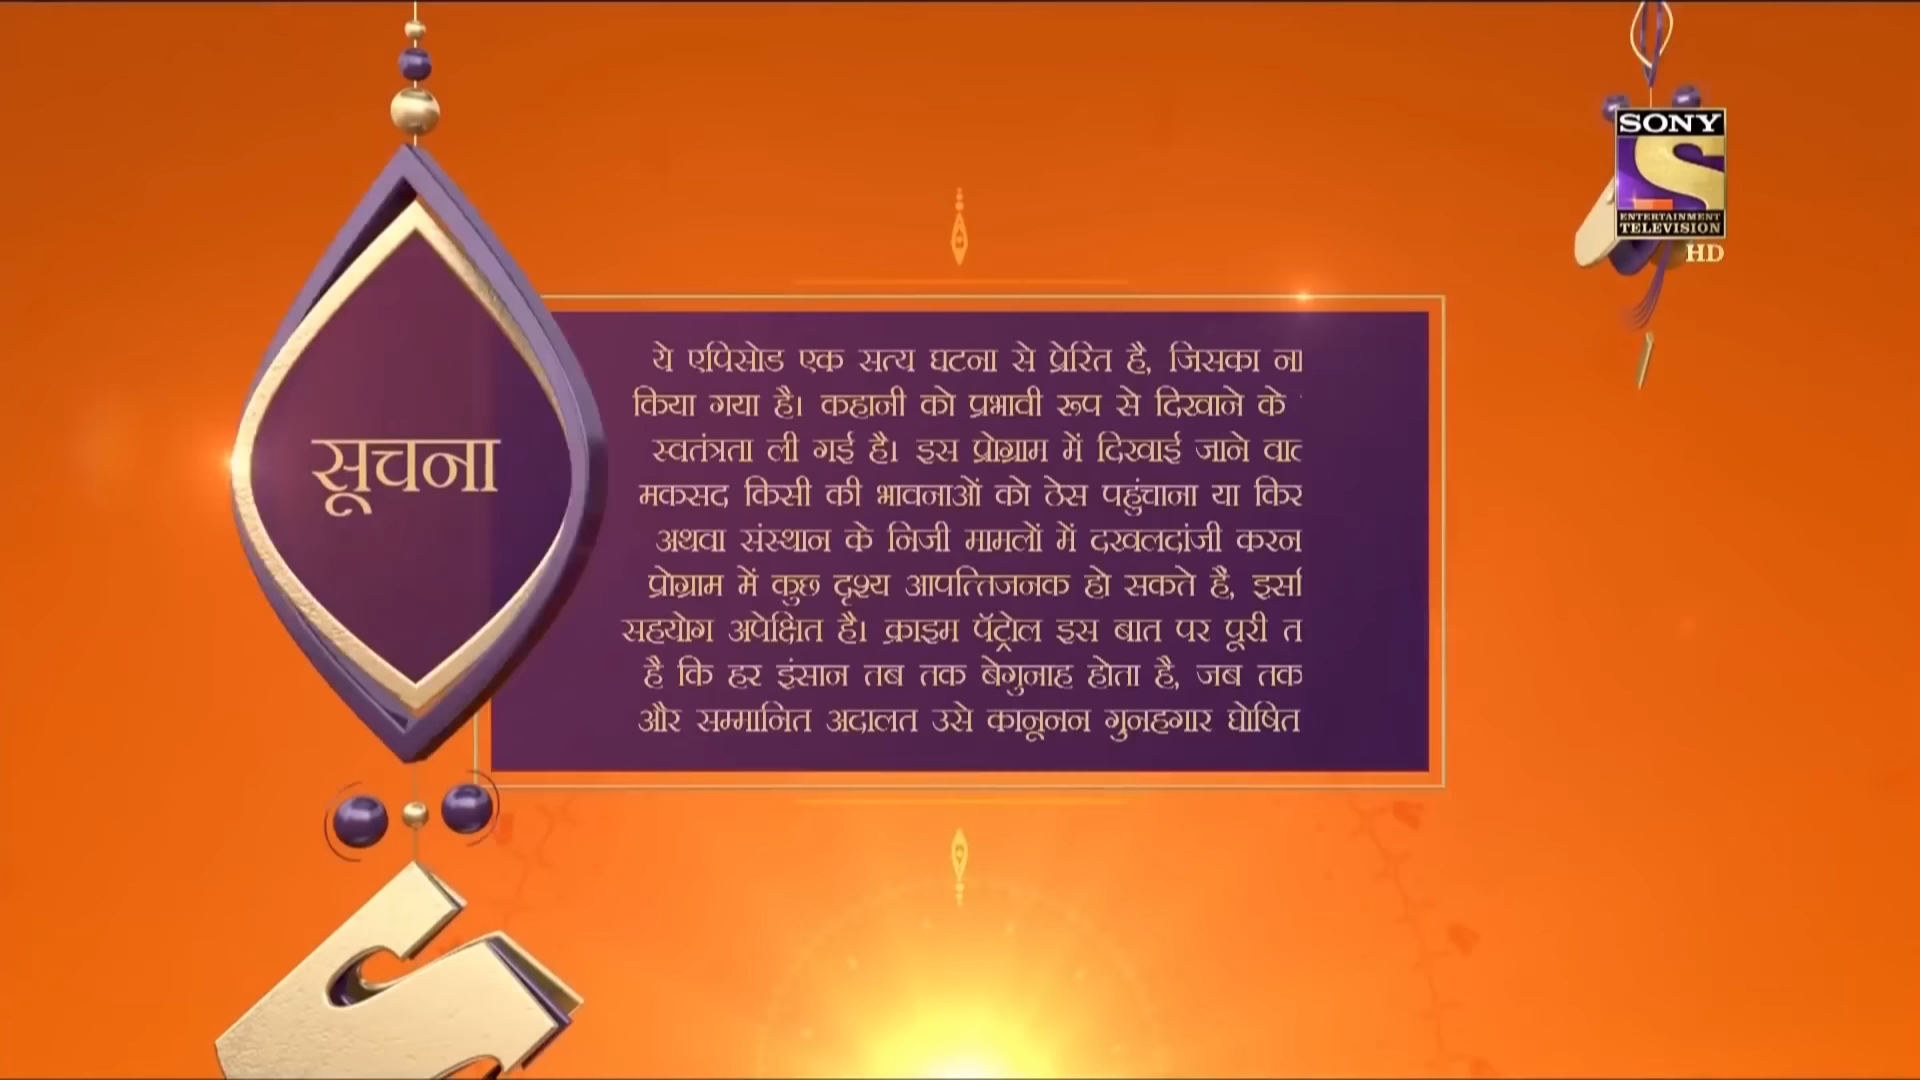 सूचना
ये एपिसोड एक सत्य घटना से प्रेरित है, जिसका ना
किया गया है। कहानी को प्रभावी रूप से दिखाने के
स्वतंत्रता ली गई है। इस प्रोग्राम में दिखाई जाने
मकसद किसी की भावनाओं को ठेस पहुंचाना या
अथवा संस्थान के निजी मामलों में दखलदांजी करन
प्रोग्राम में कुछ दृश्य आपत्तिजनक हो सकते हैं,
सहयोग अपेक्षित है। क्राइम पॅट्रोल इस बात पर पूरी त
है कि हर इंसान तब तक बेगुनाह होता है, जब तक
और सम्मानित अदालत उसे कानूनन गुनहगार घोषित
SONY
S
ENTERTAINMENT
TELEVISION
HD